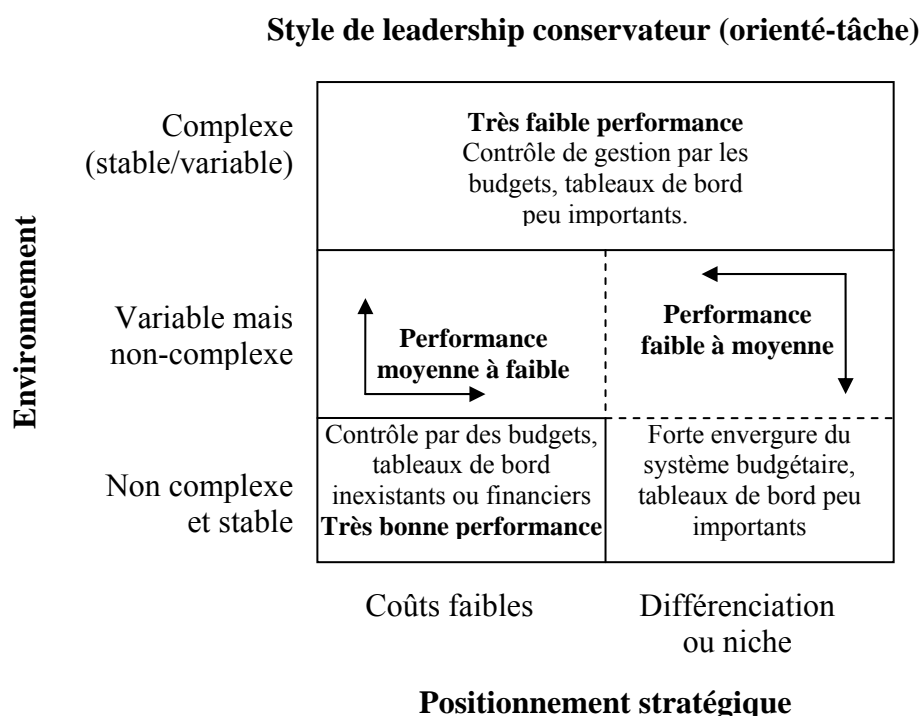 Style de leadership conservateur (orienté-tâche)
Complexe
(stable/variable)
Très faible performance
Contrôle de gestion par les
budgets, tableaux de bord
peu importants.
Environnement
Variable mais
non-complexe
Performance
moyenne à faible
Performance
faible à moyenne
Non complexe
et stable
Contrôle par des budgets,
tableaux de bord
inexistants ou financiers
Très bonne performance
Forte envergure du
système budgétaire,
tableaux de bord peu
importants
Coûts faibles
Différenciation
ou niche
Positionnement stratégique